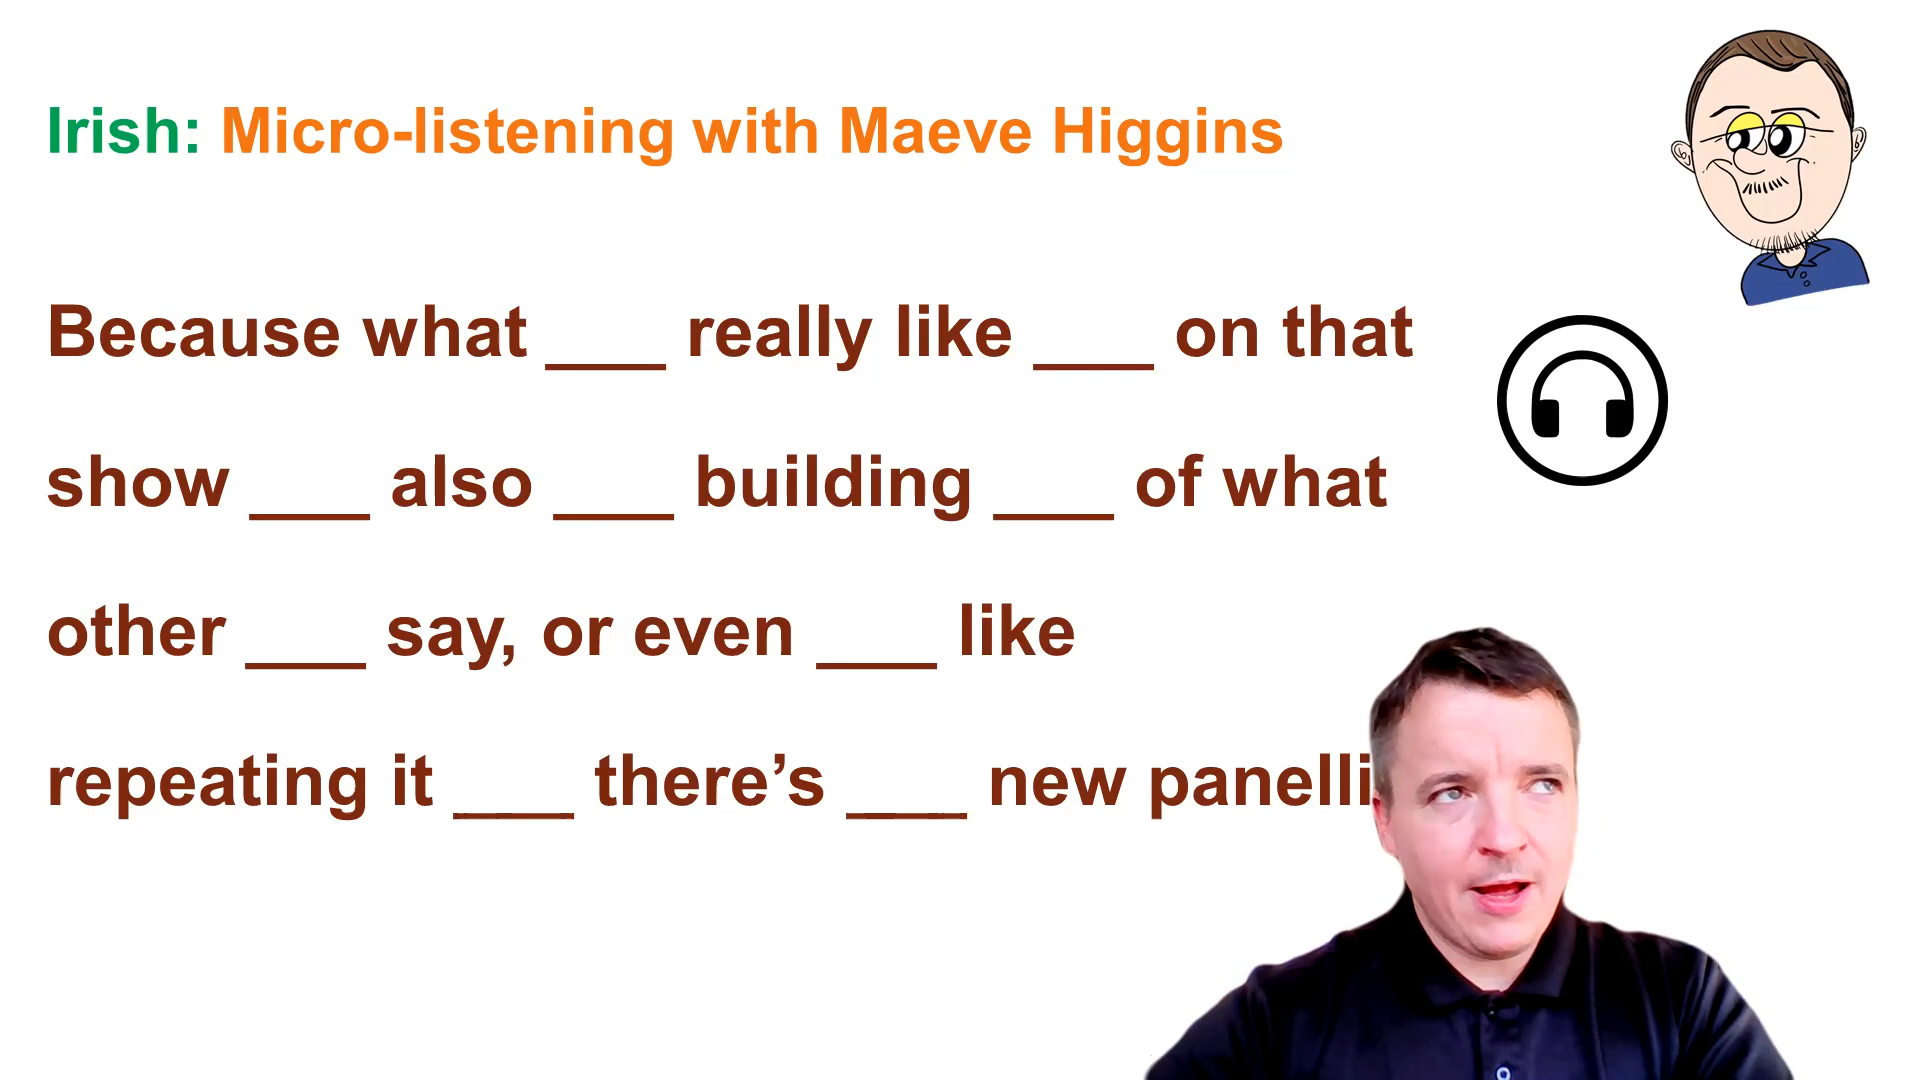 Irish: Micro-listening with Maeve Higgins
Because what ___ really like ___ on that
show ___ also ___ building ___ of what
other ___ say, or even ___ like
repeating it ___ there’s ___ new panelli